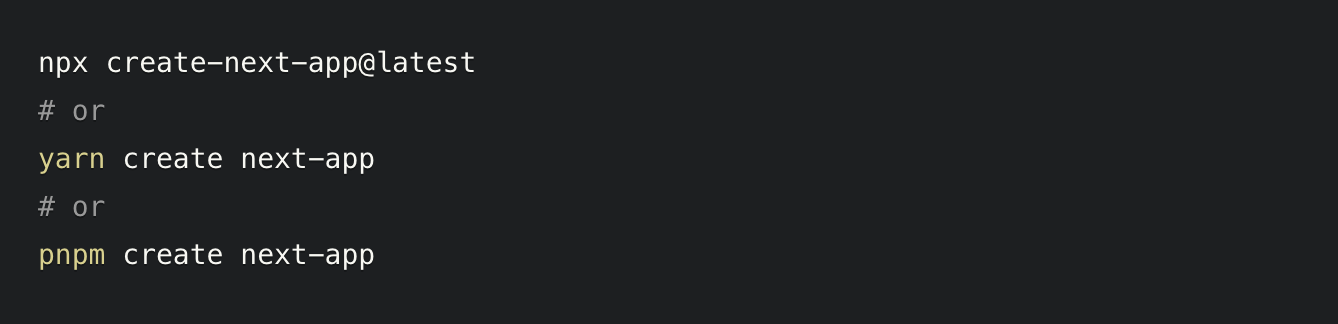 npx create-next-app@latest
# or
yarn create next-app
# or
pnpm create next-app